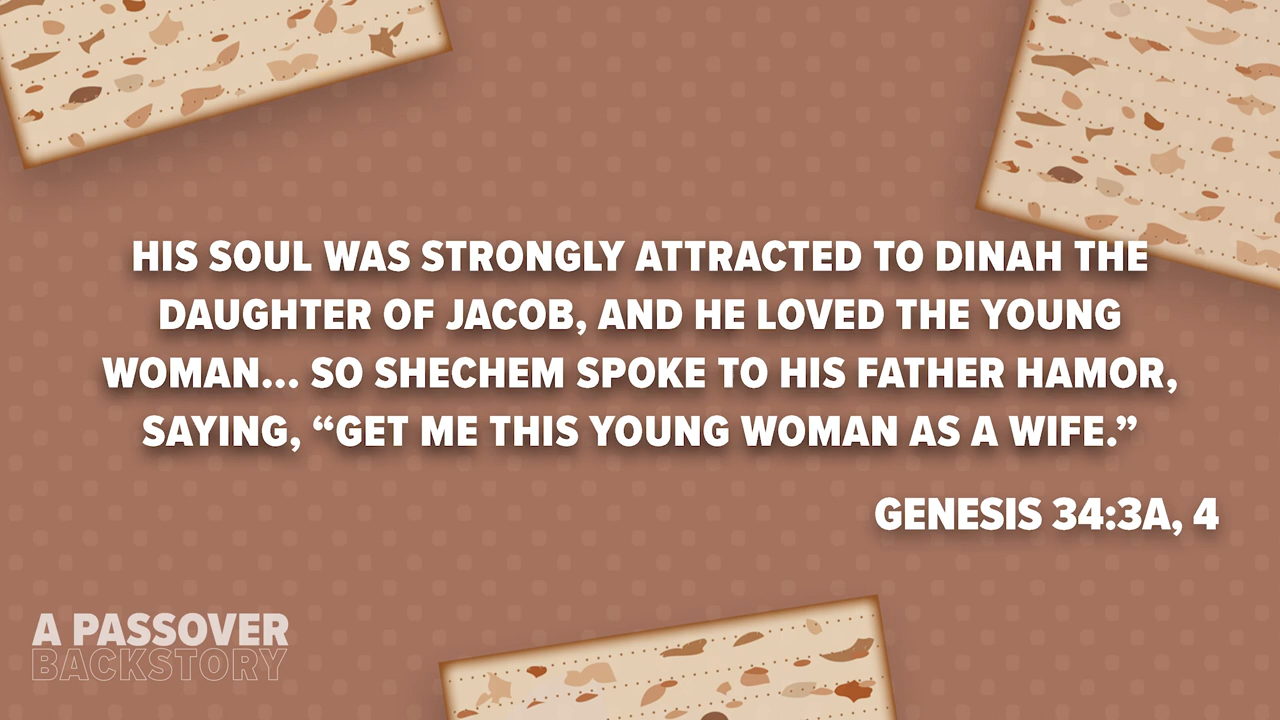 HIS SOUL WAS STRONGLY ATTRACTED TO DINAH THE
DAUGHTER OF JACOB, AND HE LOVED THE YOUNG
WOMAN... SO SHECHEM SPOKE TO HIS FATHER HAMOR,
SAYING, “GET ME THIS YOUNG WOMAN AS A WIFE.”
GENESIS 34:3A, 4
A PASSOVER
BACKSTORY